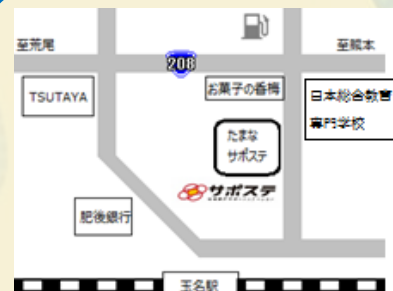 至荒尾
至熊本
208
TSUTAYA
お菓子の香梅
日本総合教育
専門学校
たまな
サポステ
サポステ
肥後銀行
玉名駅